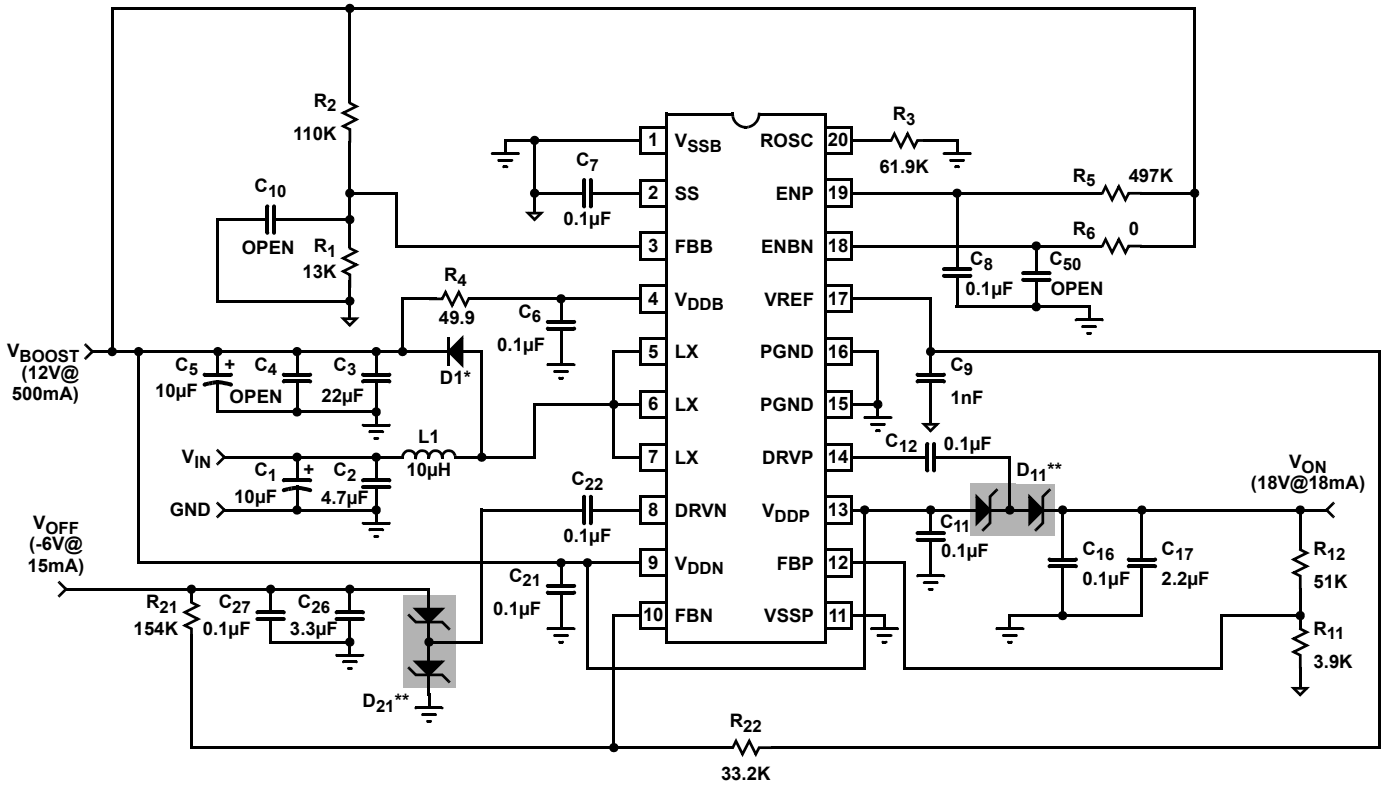 R2
110K
C10
OPEN
R1
13K
VBOOST
(12V@
500mA)
C5
+
10µF
C4
OPEN
C3
22µF
R4
49.9
C6
0.1µF
D1*
VIN
GND
C1
+
10µF
C2
4.7µF
L1
10µH
VOFF
(-6V@
15mA)
R21
154K
C27
0.1µF
C26
3.3µF
D21**
C22
0.1µF
C21
0.1µF
C7
0.1µF
1 VSSB
2 SS
3 FBB
4 VDDB
5 LX
6 LX
7 LX
8 DRVN
9 VDDN
10 FBN
ROSC 20
ENP 19
ENBN 18
VREF 17
PGND 16
PGND 15
DRVP 14
VDDP 13
FBP 12
VSSP 11
R3
61.9K
R5 497K
R6 0
C8
0.1µF
C50
OPEN
C9
1nF
C12 0.1µF
D11**
C11
0.1µF
VON
(18V@18mA)
C16
0.1µF
C17
2.2µF
R12
51K
R11
3.9K
R22
33.2K